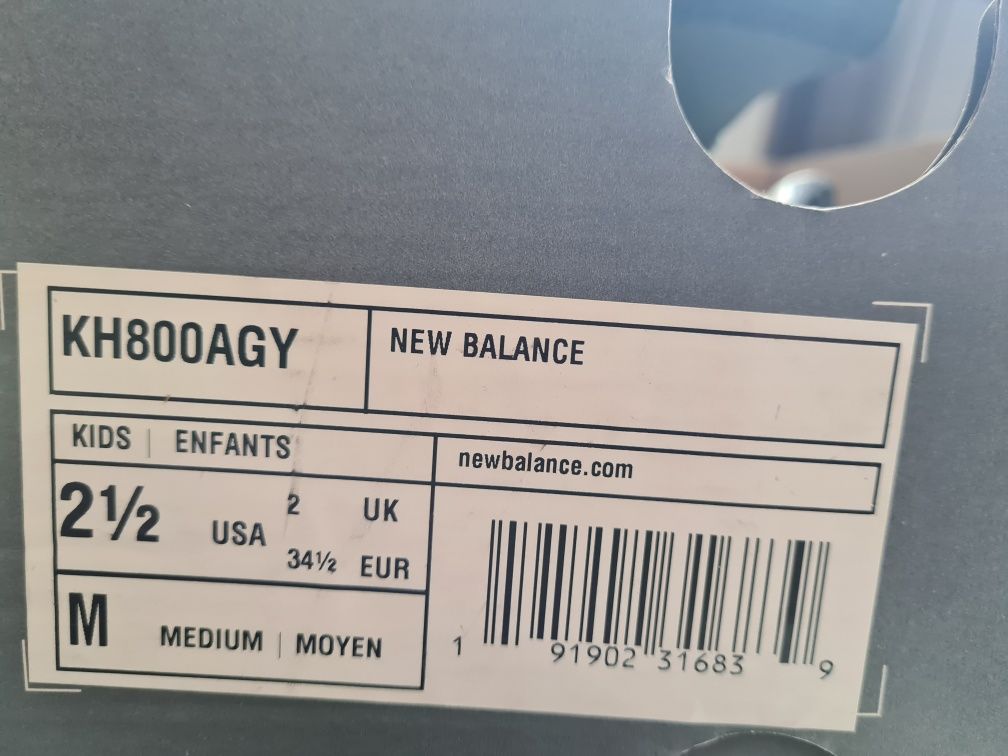 KH800AGY
NEW BALANCE
KIDS | ENFANTS
newbalance.com
2½ USA
2 UK
34½ EUR
M MEDIUM | MOYEN
1 91902 31683 9